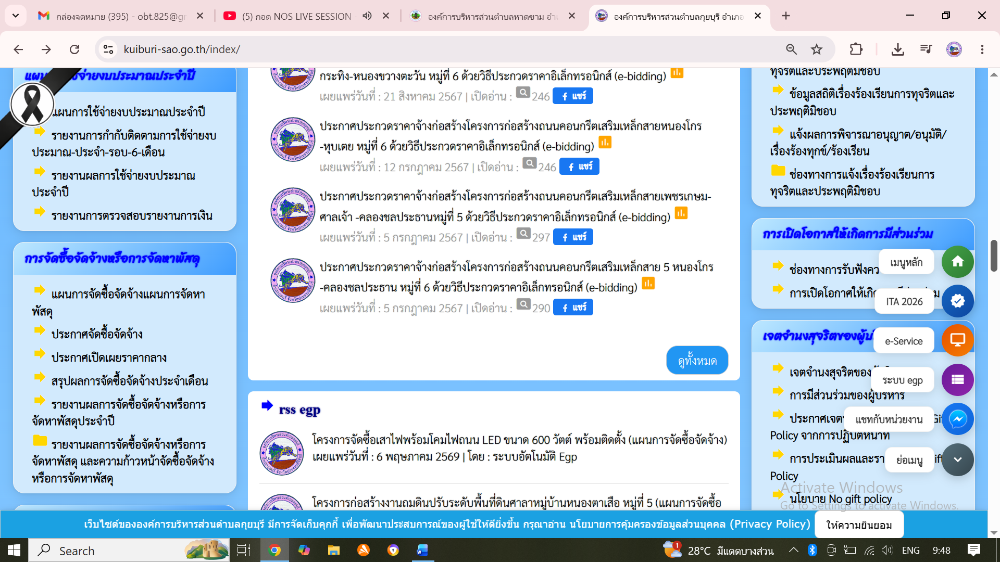 กล่องจดหมาย (395) - obt.825@gr
(5) กอด NOS LIVE SESSION -
องค์การบริหารส่วนตำบลหาดขาม อำเ
องค์การบริหารส่วนตำบลกุยบุรี อำเภอ
kuiburi-sao.go.th/index/
จ่ายงบประมาณประจำปี
แผนการใช้จ่ายงบประมาณประจำปี
รายงานการกำกับติดตามการใช้จ่ายงบ
ประมาณ-ประจำ-รอบ-6-เดือน
รายงานผลการใช้จ่ายงบประมาณ
ประจำปี
รายงานการตรวจสอบรายงานการเงิน
การจัดซื้อจัดจ้างหรือการจัดหาพัสดุ
แผนการจัดซื้อจัดจ้างแผนการจัดหา
พัสดุ
ประกาศจัดซื้อจัดจ้าง
ประกาศเปิดเผยราคากลาง
สรุปผลการจัดซื้อจัดจ้างประจำเดือน
รายงานผลการจัดซื้อจัดจ้างหรือการ
จัดหาพัสดุประจำปี
รายงานผลการจัดซื้อจัดจ้างหรือการ
จัดหาพัสดุ และความก้าวหน้าจัดซื้อจัดจ้าง
หรือการจัดหาพัสดุ
กระทิง-หนองขวางตะวัน หมู่ที่ 6 ด้วยวิธีประกวดราคาอิเล็กทรอนิกส์ (e-bidding)
เผยแพร่วันที่ : 21 สิงหาคม 2567 | เปิดอ่าน : 246 แชร์
ประกาศประกวดราคาจ้างก่อสร้างโครงการก่อสร้างถนนคอนกรีตเสริมเหล็กสายหนองโกร
-หุบเตย หมู่ที่ 6 ด้วยวิธีประกวดราคาอิเล็กทรอนิกส์ (e-bidding)
เผยแพร่วันที่ : 12 กรกฎาคม 2567 | เปิดอ่าน : 246 แชร์
ประกาศประกวดราคาจ้างก่อสร้างโครงการก่อสร้างถนนคอนกรีตเสริมเหล็กสายเพชรเกษม-
ศาลเจ้า -คลองชลประธานหมู่ที่ 5 ด้วยวิธีประกวดราคาอิเล็กทรอนิกส์ (e-bidding)
เผยแพร่วันที่ : 5 กรกฎาคม 2567 | เปิดอ่าน : 297 แชร์
ประกาศประกวดราคาจ้างก่อสร้างโครงการก่อสร้างถนนคอนกรีตเสริมเหล็กสาย 5 หนองโกร
-คลองชลประธาน หมู่ที่ 6 ด้วยวิธีประกวดราคาอิเล็กทรอนิกส์ (e-bidding)
เผยแพร่วันที่ : 5 กรกฎาคม 2567 | เปิดอ่าน : 290 แชร์
ดูทั้งหมด
rss egp
โครงการจัดซื้อเสาไฟพร้อมโคมไฟถนน LED ขนาด 600 วัตต์ พร้อมติดตั้ง (แผนการจัดซื้อจัดจ้าง)
เผยแพร่วันที่ : 6 พฤษภาคม 2569 | โดย : ระบบอัตโนมัติ Egp
โครงการก่อสร้างงานถมดินปรับระดับพื้นที่ดินศาลาหมู่บ้านหนองตาเสือ หมู่ที่ 5 (แผนการจัดซื้อ
ทุจริตและประพฤติมิชอบ
ข้อมูลสถิติเรื่องร้องเรียนการทุจริตและ
ประพฤติมิชอบ
แจ้งผลการพิจารณาอนุญาต/อนุมัติ/
เรื่องร้องทุกข์/ร้องเรียน
ช่องทางการแจ้งเรื่องร้องเรียนการ
ทุจริตและประพฤติมิชอบ
การเปิดโอกาสให้เกิดการมีส่วนร่วม
ช่องทางการรับฟังคว
เมนูหลัก
การเปิดโอกาสให้เกิ
ITA 2026
เจตจำนงสุจริตของผู้บ
e-Service
เจตจำนงสุจริตของ
ระบบ egp
การมีส่วนร่วมของผู้บริหาร
ประกาศเจต
แชทกับหน่วยงาน
Policy จากการปฏิบัติหน้าที่
การประเมินผลและรา
ย่อเมนู
Policy
นโยบาย No gift policy
Activate Windows
Go to Settings to activate Windows.
เว็บไซต์ขององค์การบริหารส่วนตำบลกุยบุรี มีการจัดเก็บคุกกี้ เพื่อพัฒนาประสบการณ์ของผู้ใช้ให้ดียิ่งขึ้น กรุณาอ่าน นโยบายการคุ้มครองข้อมูลส่วนบุคคล (Privacy Policy) ให้ความยินยอม
Search
28°C มีแดดบางส่วน
ENG
9:48